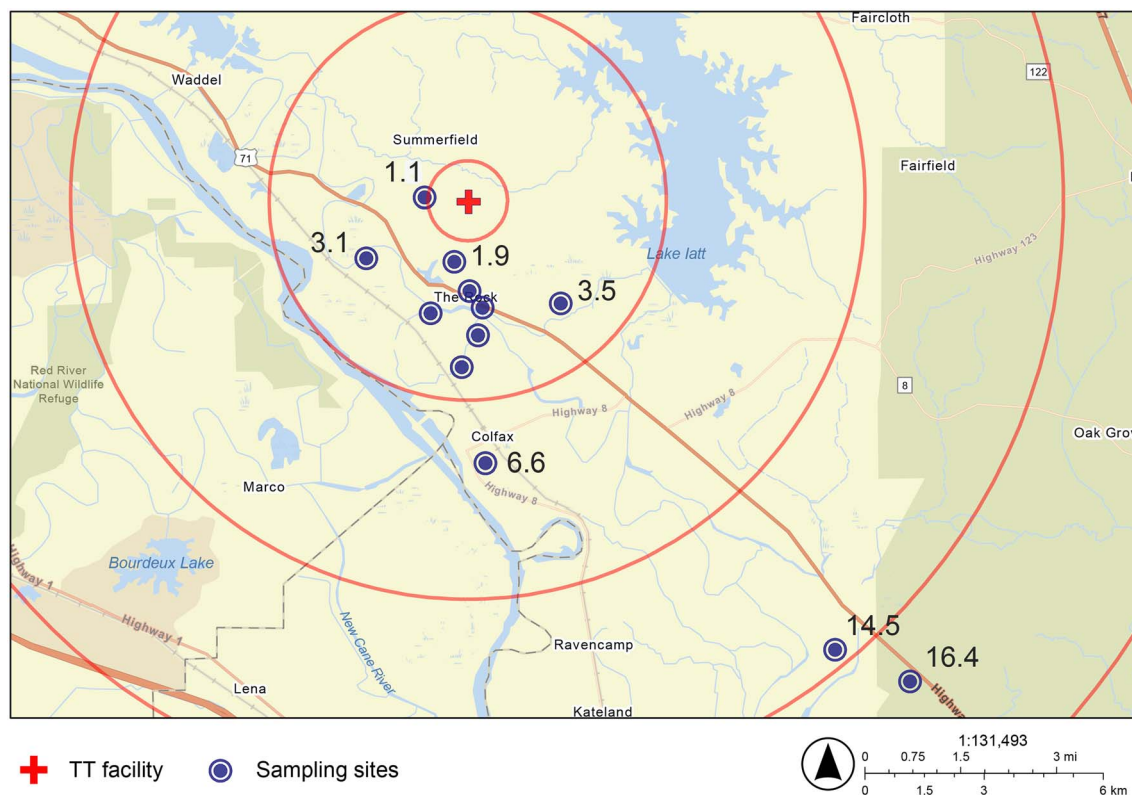 Faircloth
122
Waddel
71
Summerfield
Fairfield
1.1
Highway 123
3.1
1.9
Lake Iatt
3.5
The Rock
Red River
National Wildlife
Refuge
8
Highway 8
Highway 8
Oak Gro
Colfax
6.6
Marco
Highway 8
Bourdeux Lake
Highway 1
Highway 1
New Cane River
14.5
Ravencamp
16.4
Lena
Kateland
TT facility
Sampling sites
1:131,493
0 0.75 1.5 3 mi
0 1.5 3 6 km